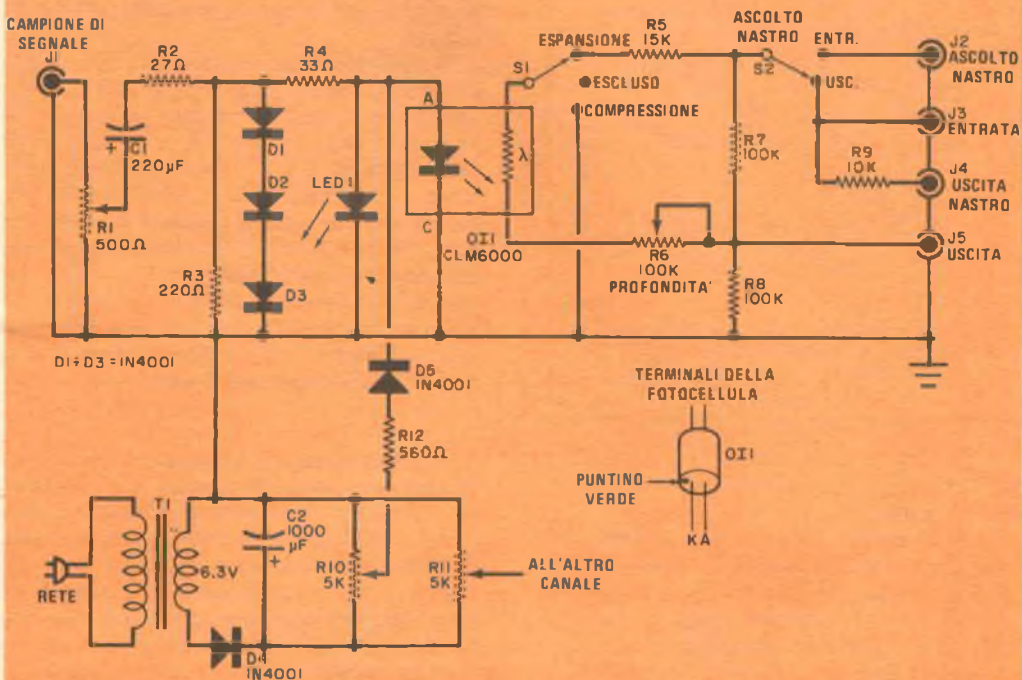 CAMPIONE DI
SEGNALE
J1
R2
27Ω
R4
33Ω
ESPANSIONE
R5
15K
ASCOLTO
NASTRO
ENTR.
J2
ASCOLTO
NASTRO
S1
S2
USC.
ESCLUSO
COMPRESSIONE
A
C1
220µF
+
D1
D2
LED 1
λ
R7
100K
J3
ENTRATA
R9
10K
J4
USCITA
NASTRO
R1
500Ω
C
OI1
CLM6000
R6
100K
PROFONDITA'
J5
USCITA
R3
220Ω
D3
R8
100K
D1÷D3=1N4001
D5
1N4001
R12
560Ω
TERMINALI DELLA
FOTOCELLULA
OI1
PUNTINO
VERDE
K A
T1
6.3V
C2
1000
µF
+
R10
5K
R11
5K
ALL'ALTRO
CANALE
RETE
D4
1N4001